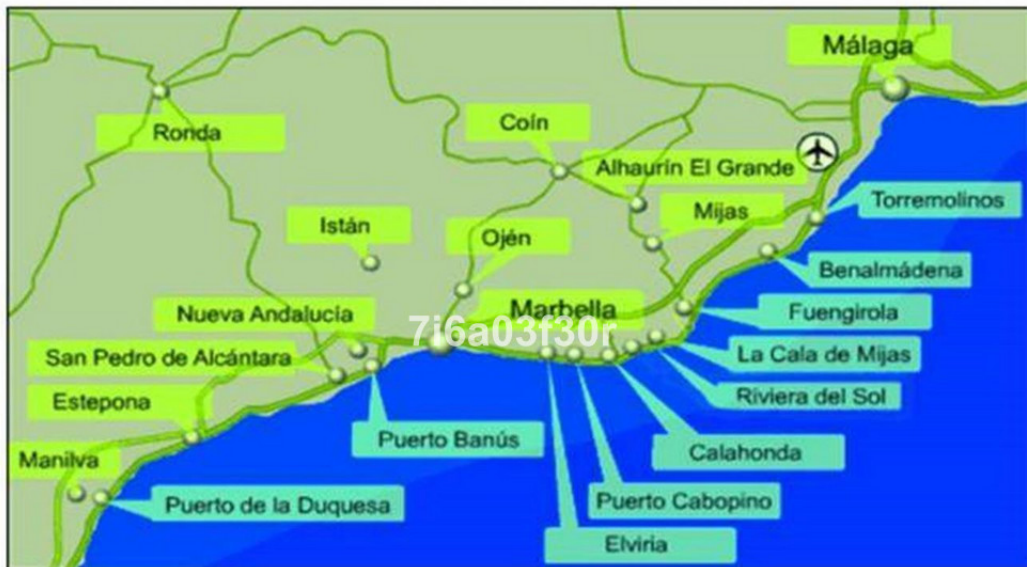 Málaga
Ronda
Coín
Alhaurín El Grande
Torremolinos
Mijas
Istán
Ojén
Benalmádena
Marbella
Nueva Andalucía
Fuengirola
7i6a03f30r
San Pedro de Alcántara
La Cala de Mijas
Estepona
Riviera del Sol
Puerto Banús
Calahonda
Manilva
Puerto de la Duquesa
Puerto Cabopino
Elviria